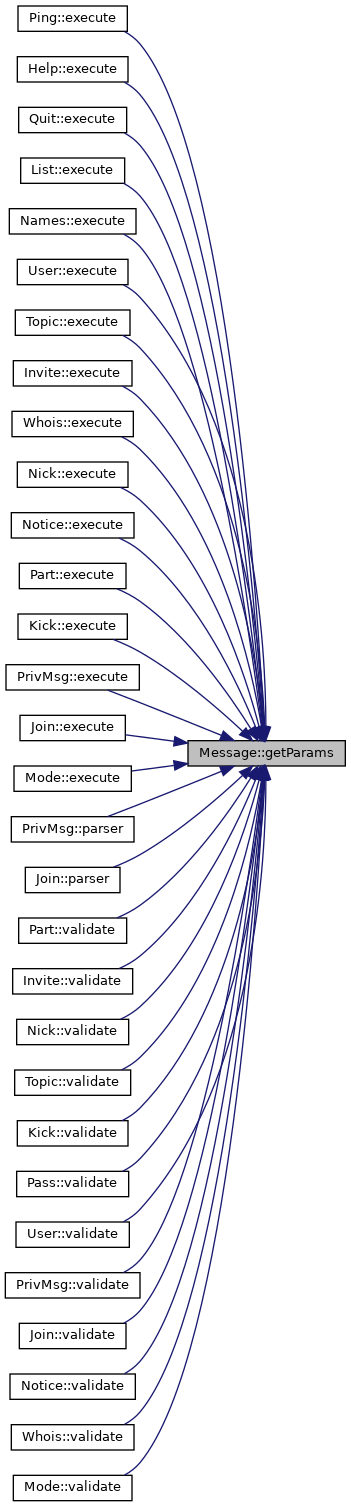 Ping::execute
Help::execute
Quit::execute
List::execute
Names::execute
User::execute
Topic::execute
Invite::execute
Whois::execute
Nick::execute
Notice::execute
Part::execute
Kick::execute
PrivMsg::execute
Join::execute
Message::getParams
Mode::execute
PrivMsg::parser
Join::parser
Part::validate
Invite::validate
Nick::validate
Topic::validate
Kick::validate
Pass::validate
User::validate
PrivMsg::validate
Join::validate
Notice::validate
Whois::validate
Mode::validate